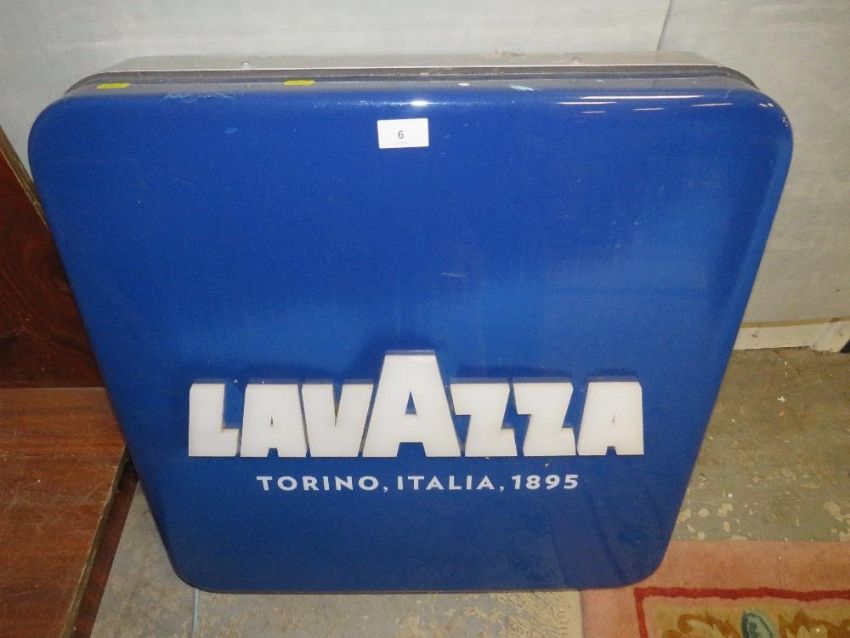 6
LAVAZZA
TORINO, ITALIA, 1895